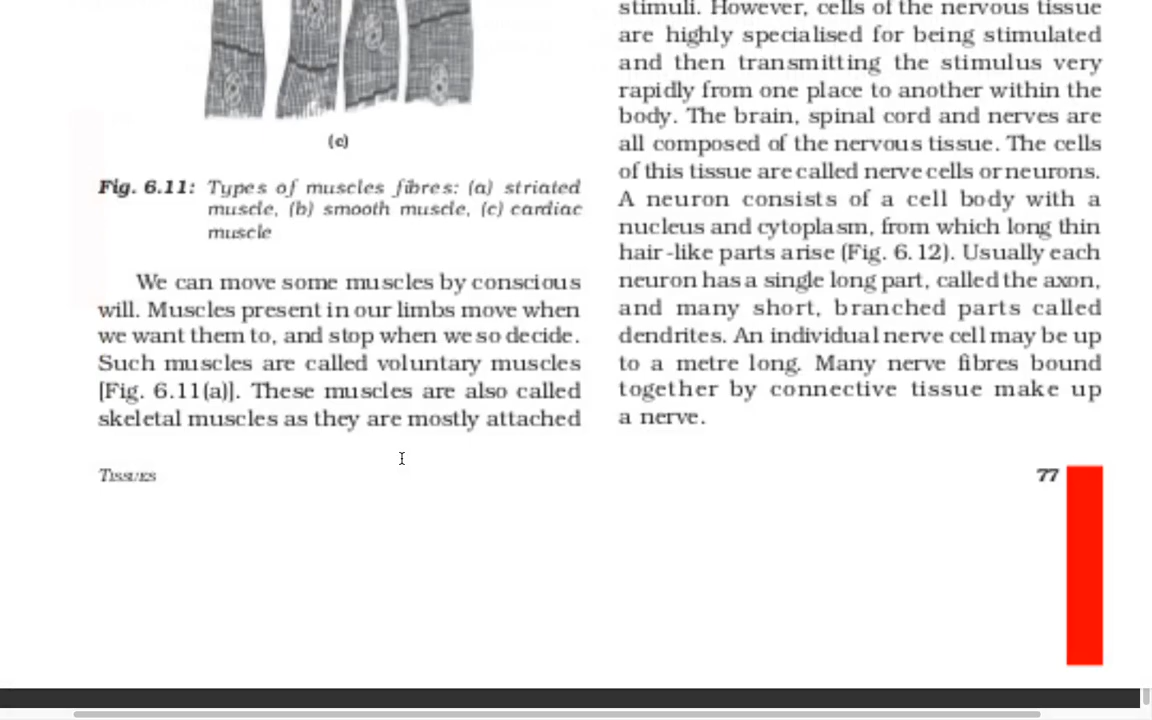 (c)
Fig. 6.11: Types of muscles fibres: (a) striated
muscle, (b) smooth muscle, (c) cardiac
muscle
We can move some muscles by conscious
will. Muscles present in our limbs move when
we want them to, and stop when we so decide.
Such muscles are called voluntary muscles
[Fig. 6.11(a)]. These muscles are also called
skeletal muscles as they are mostly attached
stimuli. However, cells of the nervous tissue
are highly specialised for being stimulated
and then transmitting the stimulus very
rapidly from one place to another within the
body. The brain, spinal cord and nerves are
all composed of the nervous tissue. The cells
of this tissue are called nerve cells or neurons.
A neuron consists of a cell body with a
nucleus and cytoplasm, from which long thin
hair-like parts arise (Fig. 6.12). Usually each
neuron has a single long part, called the axon,
and many short, branched parts called
dendrites. An individual nerve cell may be up
to a metre long. Many nerve fibres bound
together by connective tissue make up
a nerve.
TISSUES
77